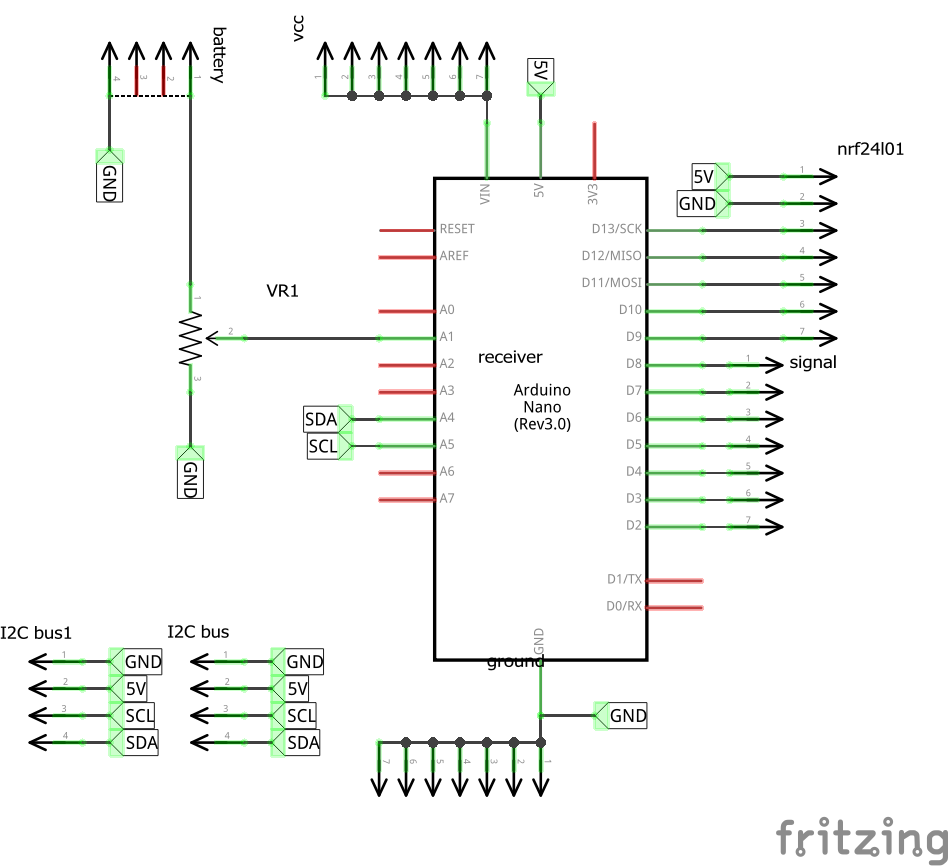 battery
4
3
2
1
vcc
1
2
3
4
5
6
7
5V
GND
VIN
5V
3V3
nrf24l01
5V
1
GND
2
RESET
D13/SCK
3
AREF
D12/MISO
4
D11/MOSI
5
VR1
1
A0
D10
6
2
A1
D9
7
receiver
D8
1
signal
3
A2
A3
Arduino
Nano
(Rev3.0)
D7
2
SDA
A4
D6
3
SCL
A5
D5
4
GND
A6
D4
5
A7
D3
6
D2
7
D1/TX
D0/RX
GND
ground
I2C bus1
1
GND
2
5V
3
SCL
4
SDA
I2C bus
1
GND
2
5V
3
SCL
4
SDA
GND
7
6
5
4
3
2
1
fritzing